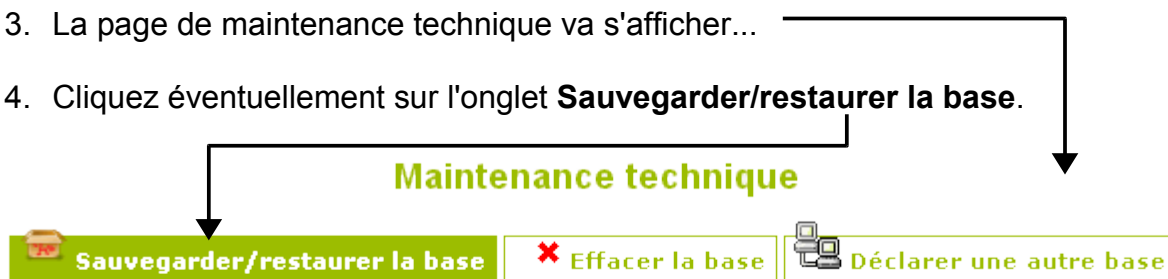 3. La page de maintenance technique va s'afficher...
4. Cliquez éventuellement sur l'onglet Sauvegarder/restaurer la base.
Maintenance technique
Sauvegarder/restaurer la base Effacer la base Déclarer une autre base